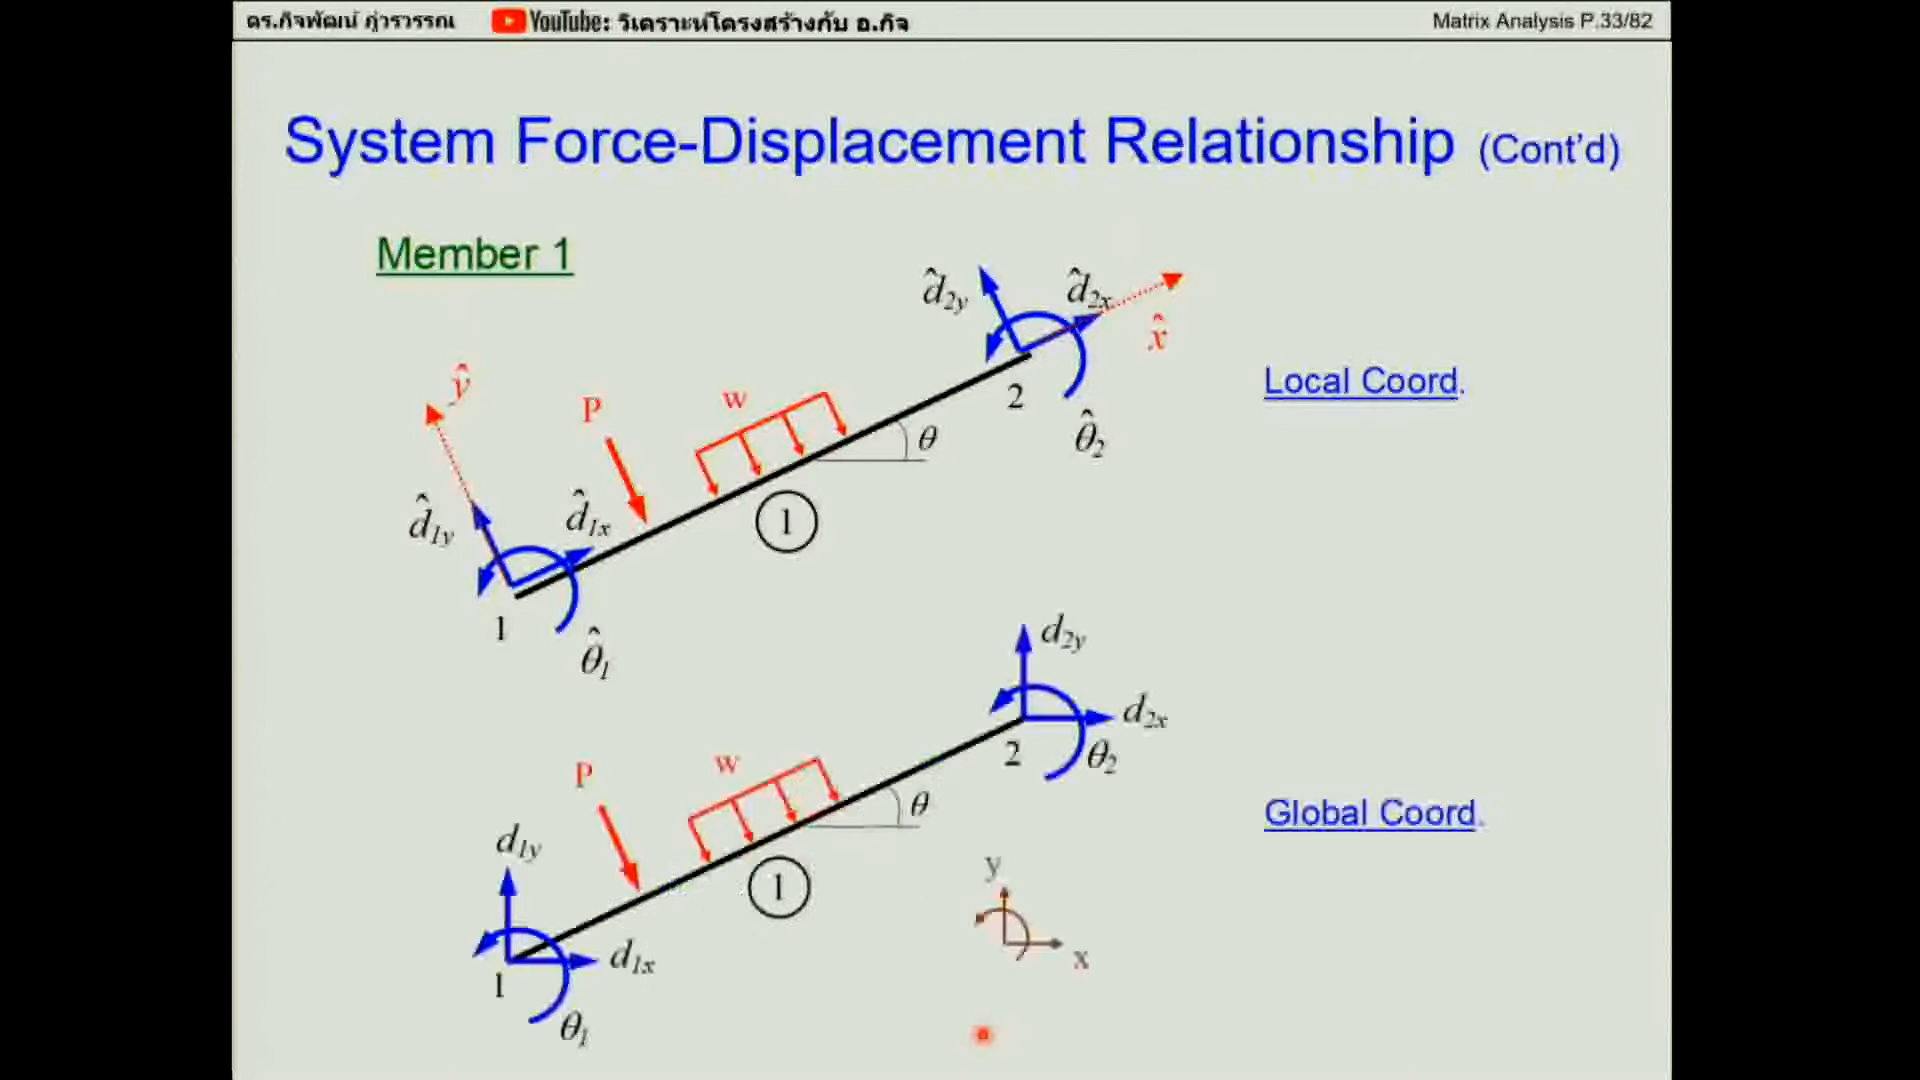 ดร.กิจพัฒน์ ภู่วรวรรณ YouTube: วิเคราะห์โครงสร้างกับ อ.กิจ Matrix Analysis P.33/82
System Force-Displacement Relationship (Cont'd)
Member 1
d̂2y d̂2x
x̂
ŷ
P w 2 θ θ̂2
Local Coord.
d̂1y d̂1x 1
1
θ̂1
d2y
d2x
P w 2 θ2
θ
Global Coord.
d1y 1
y
d1x x
1
θ1